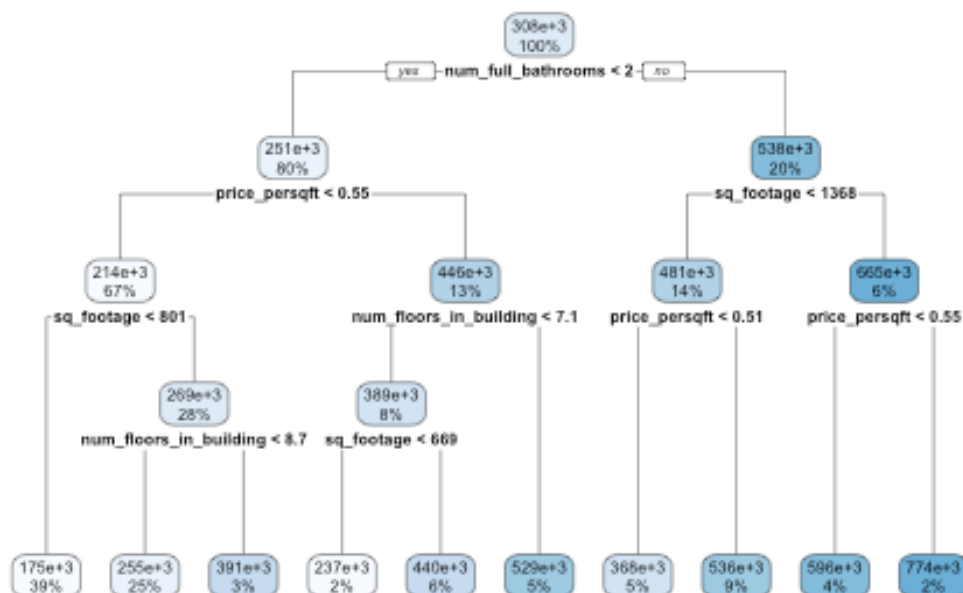 308e+3
100%
yes num_full_bathrooms < 2 no
251e+3
80%
538e+3
20%
price_persqft < 0.55
sq_footage < 1368
214e+3
67%
446e+3
13%
481e+3
14%
665e+3
6%
sq_footage < 801
num_floors_in_building < 7.1
price_persqft < 0.51
price_persqft < 0.55
269e+3
28%
389e+3
8%
num_floors_in_building < 8.7
sq_footage < 669
175e+3
39%
255e+3
25%
391e+3
3%
237e+3
2%
440e+3
6%
529e+3
5%
368e+3
5%
536e+3
9%
596e+3
4%
774e+3
2%